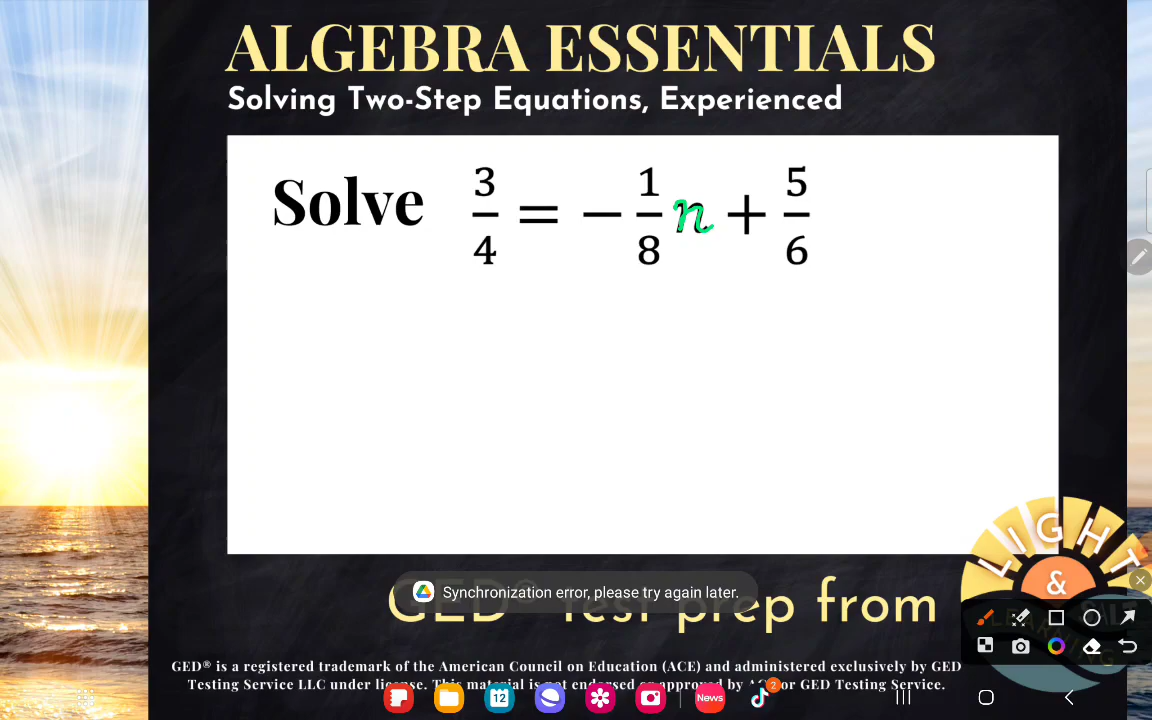 ALGEBRA ESSENTIALS
Solving Two-Step Equations, Experienced
Solve 3/4 = − 1/8 n + 5/6
LIGHT
&
GED® test prep from
Synchronization error, please try again later.
GED® is a registered trademark of the American Council on Education (ACE) and administered exclusively by GED
Testing Service LLC under license. This material is not endorsed or approved by ACE or GED Testing Service.
12
News
2